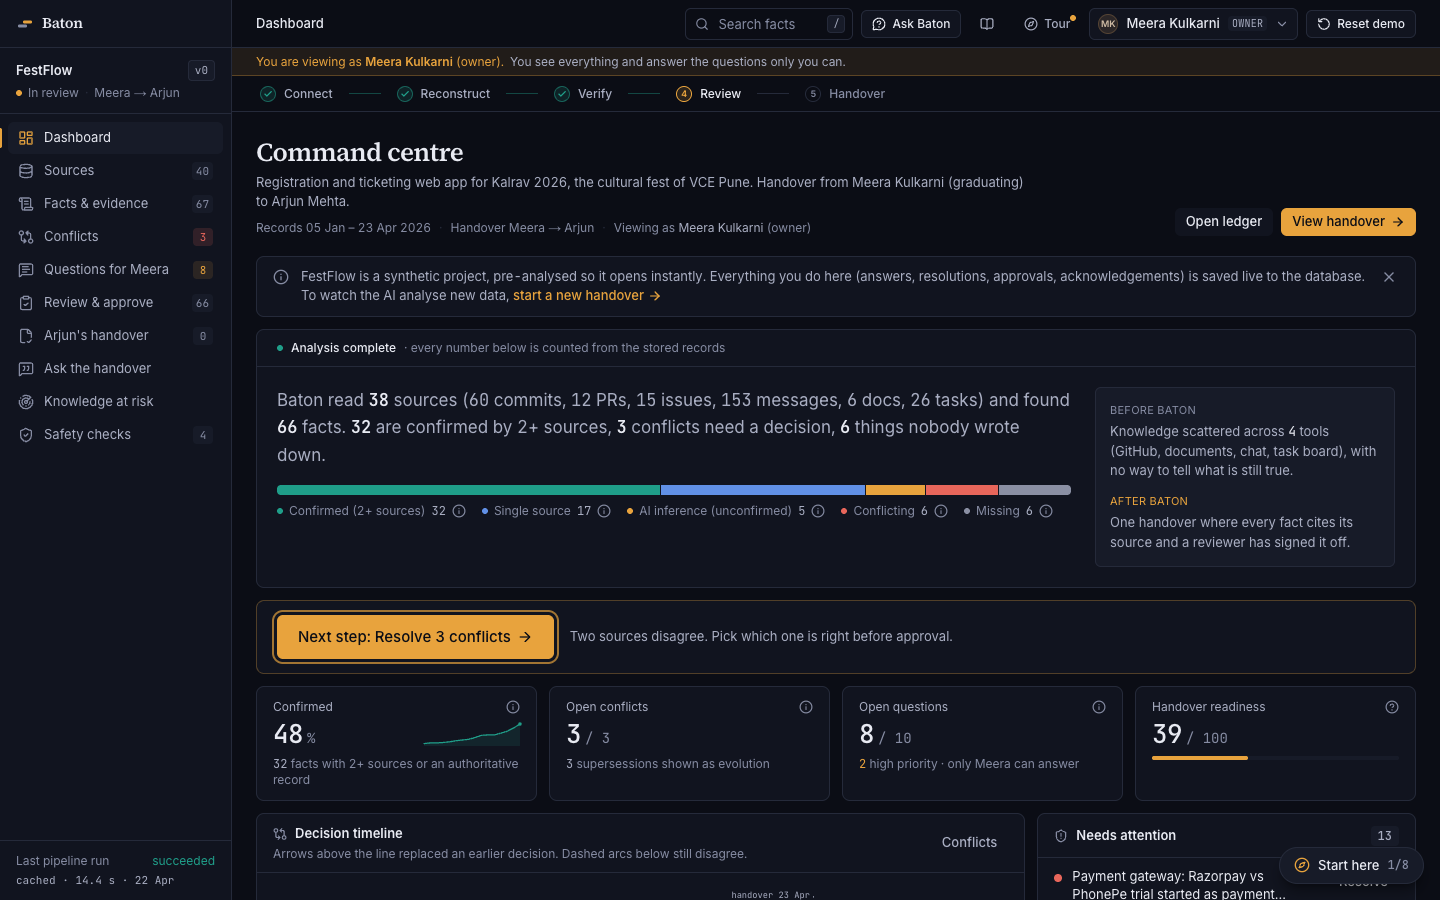 Baton
Dashboard
Search facts /
Ask Baton
Tour
MK Meera Kulkarni OWNER
Reset demo
FestFlow v0
In review · Meera → Arjun
You are viewing as Meera Kulkarni (owner). You see everything and answer the questions only you can.
Connect
Reconstruct
Verify
4 Review
5 Handover
Dashboard
Sources 40
Facts & evidence 67
Conflicts 3
Questions for Meera 8
Review & approve 66
Arjun's handover 0
Ask the handover
Knowledge at risk
Safety checks 4
Last pipeline run succeeded
cached · 14.4 s · 22 Apr
Command centre
Registration and ticketing web app for Kalrav 2026, the cultural fest of VCE Pune. Handover from Meera Kulkarni (graduating)
to Arjun Mehta.
Records 05 Jan – 23 Apr 2026 · Handover Meera → Arjun · Viewing as Meera Kulkarni (owner)
Open ledger
View handover →
FestFlow is a synthetic project, pre-analysed so it opens instantly. Everything you do here (answers, resolutions, approvals, acknowledgements) is saved live to the database.
To watch the AI analyse new data, start a new handover →
Analysis complete · every number below is counted from the stored records
Baton read 38 sources (60 commits, 12 PRs, 15 issues, 153 messages, 6 docs, 26 tasks) and found
66 facts. 32 are confirmed by 2+ sources, 3 conflicts need a decision, 6 things nobody wrote
down.
Confirmed (2+ sources) 32
Single source 17
AI inference (unconfirmed) 5
Conflicting 6
Missing 6
BEFORE BATON
Knowledge scattered across 4 tools
(GitHub, documents, chat, task board), with
no way to tell what is still true.
AFTER BATON
One handover where every fact cites its
source and a reviewer has signed it off.
Next step: Resolve 3 conflicts →
Two sources disagree. Pick which one is right before approval.
Confirmed
48 %
32 facts with 2+ sources or an authoritative
record
Open conflicts
3 / 3
3 supersessions shown as evolution
Open questions
8 / 10
2 high priority · only Meera can answer
Handover readiness
39 / 100
Decision timeline
Arrows above the line replaced an earlier decision. Dashed arcs below still disagree.
Conflicts
handover 23 Apr.
Needs attention 13
Payment gateway: Razorpay vs
PhonePe trial started as payment...
Start here 1/8